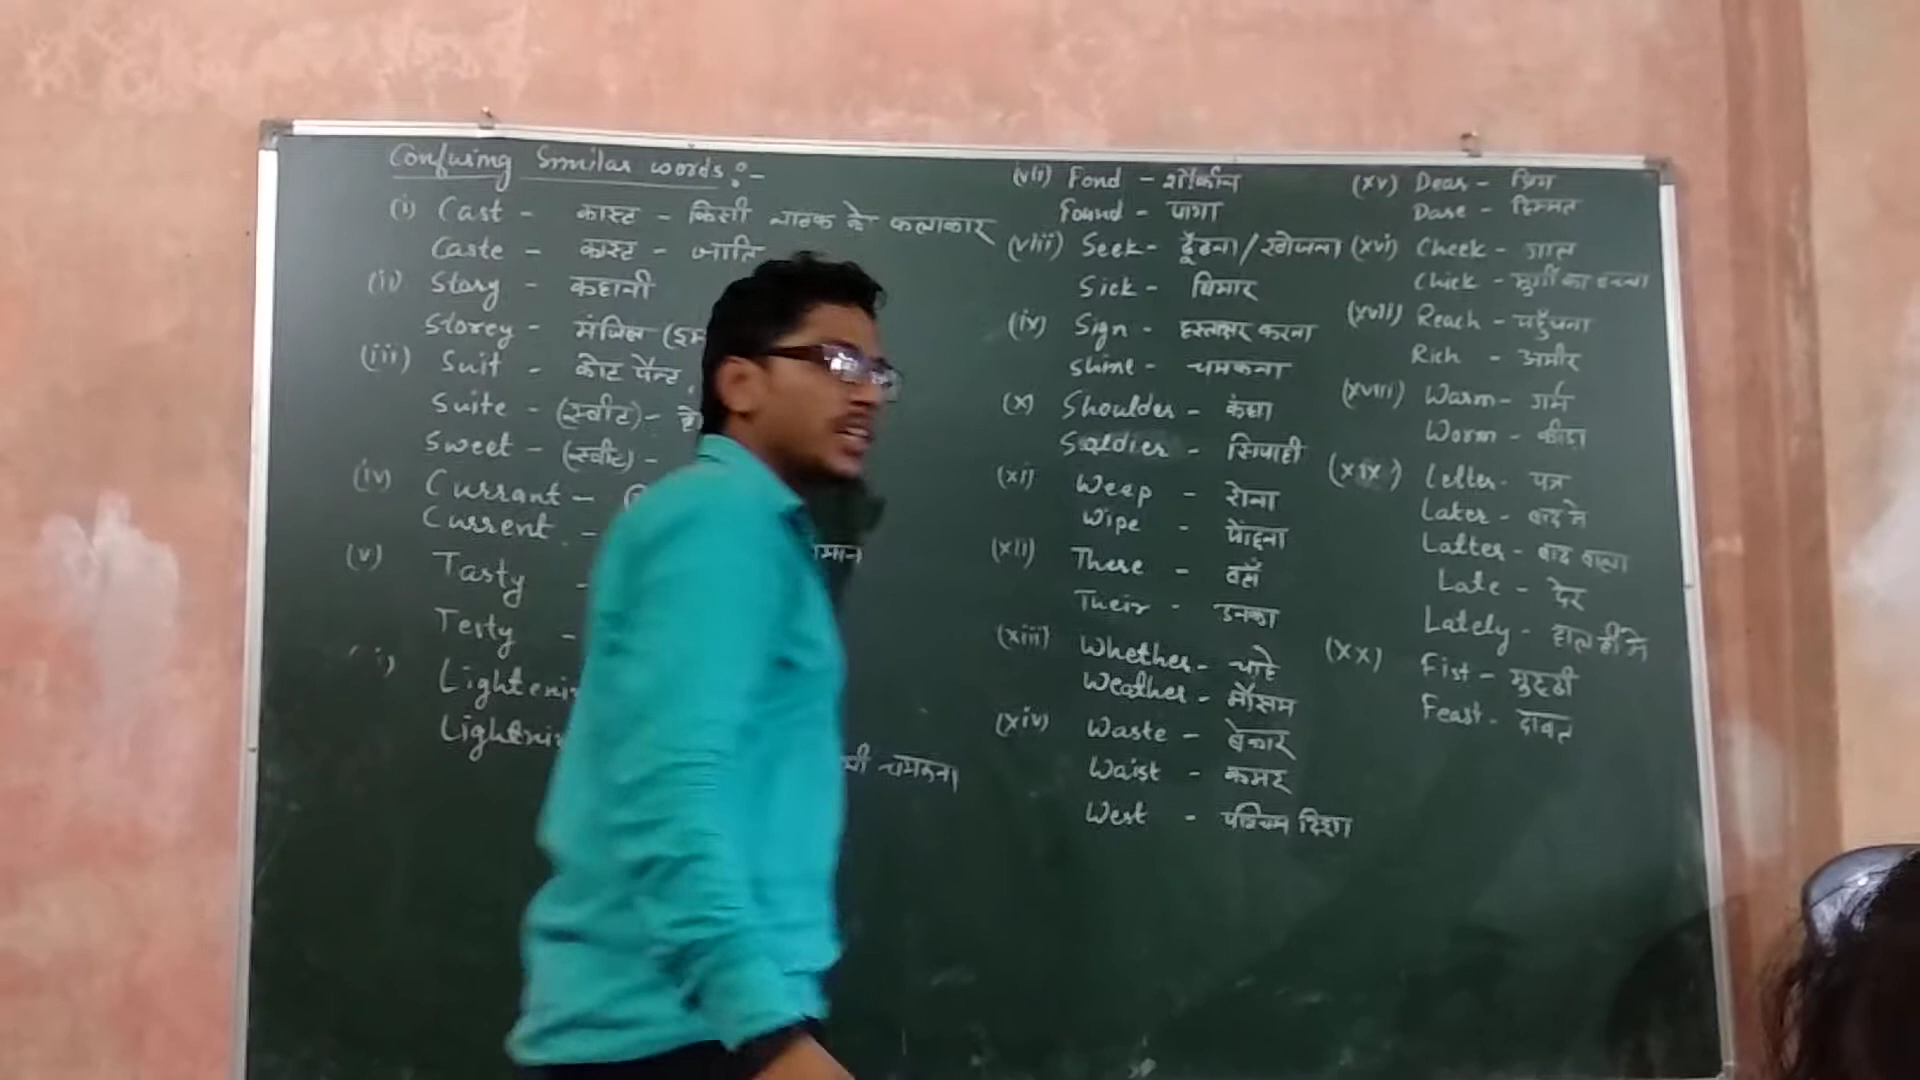 Confusing Similar words:-
(i) Cast - कास्ट - किसी नाटक के कलाकार
Caste - कास्ट - जाति
(ii) Story - कहानी
Storey - मंजिल
(iii) Suit - कोट पैन्ट,
Suite - (स्वीट) -
Sweet - (स्वीट) -
(iv) Currant -
Current -
(v) Tasty -
Testy -
चमकना
(vii) Fond - शौकीन
Found - पाया
(viii) Seek - ढूँढना/खोजना
Sick - बिमार
(ix) Sign - हस्ताक्षर करना
Shine - चमकना
(x) Shoulder - कंधा
Soldier - सिपाही
(xi) Weep - रोना
Wipe - पोंछना
(xii) There - वहाँ
Their - उनका
(xiii) Whether - चाहे
Weather - मौसम
(xiv) Waste - बेकार
Waist - कमर
West - पश्चिम दिशा
(xv) Dear - प्रिय
Dare - हिम्मत
(xvi) Cheek - गाल
Chick - मुर्गी का बच्चा
(xvii) Reach - पहुँचना
Rich - अमीर
(xviii) Warm - गर्म
Worm - कीड़ा
(xix) Letter - पत्र
Later - बाद मे
Latter - बाद वाला
Late - देर
Lately - हाल ही मे
(xx) Fist - मुट्ठी
Feast - दावत